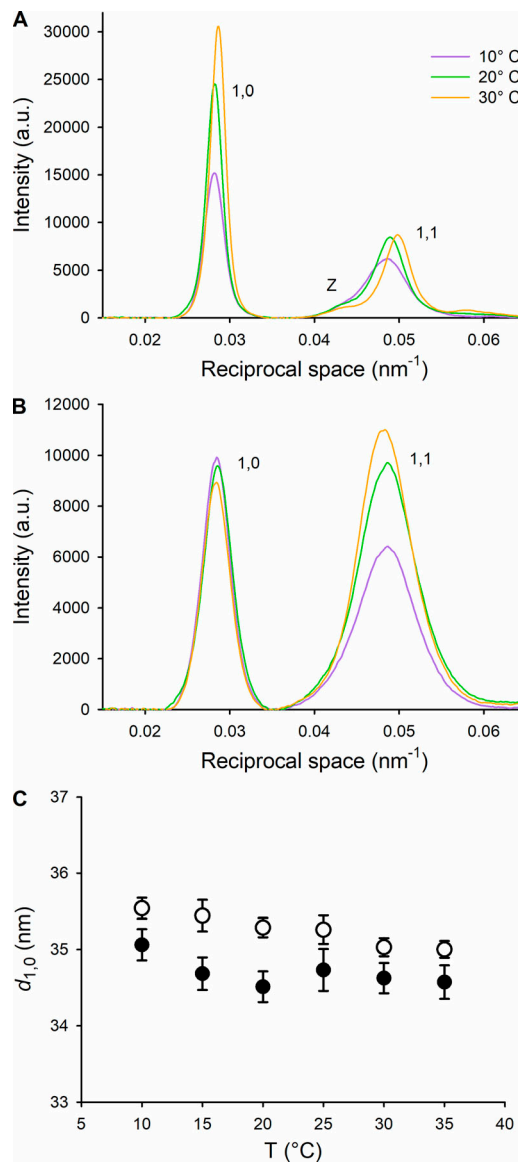 A
30000
25000
20000
15000
10000
5000
0
Intensity (a.u.)
1,0
Z
1,1
10° C
20° C
30° C
0.02 0.03 0.04 0.05 0.06
Reciprocal space (nm⁻¹)
B
12000
10000
8000
6000
4000
2000
0
Intensity (a.u.)
1,0
1,1
0.02 0.03 0.04 0.05 0.06
Reciprocal space (nm⁻¹)
C
37
36
35
34
33
d1,0 (nm)
5 10 15 20 25 30 35 40
T (°C)